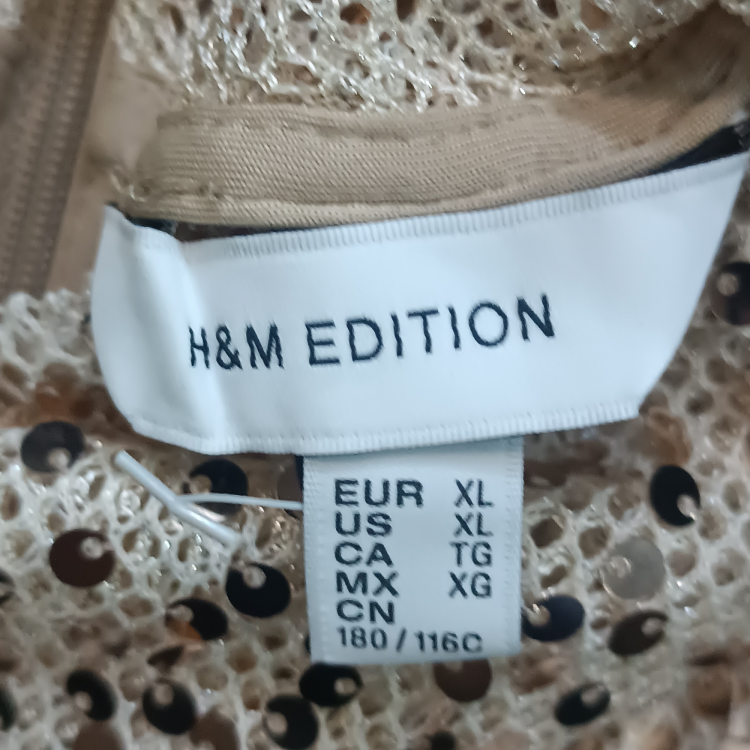 H&M EDITION
EUR XL
US XL
CA TG
MX XG
CN
180/116C